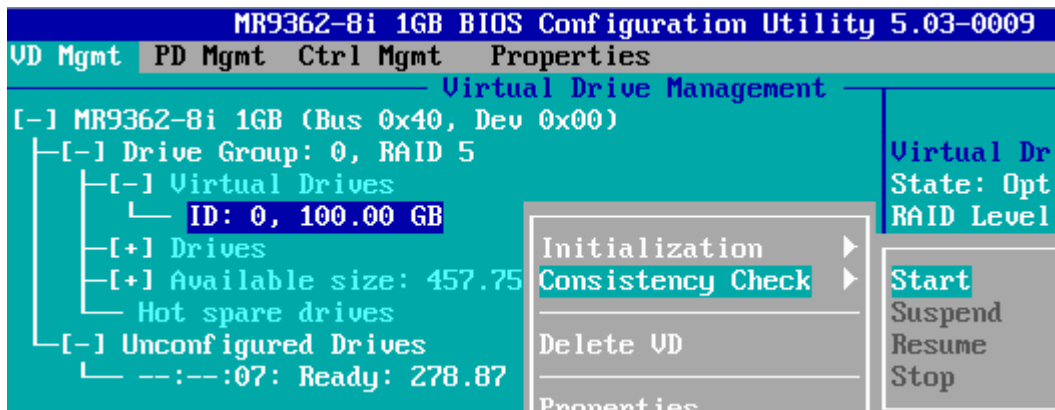 MR9362-8i 1GB BIOS Configuration Utility 5.03-0009
VD Mgmt PD Mgmt Ctrl Mgmt Properties
Virtual Drive Management
[-] MR9362-8i 1GB (Bus 0x40, Dev 0x00)
[-] Drive Group: 0, RAID 5
Virtual Dr
[-] Virtual Drives
State: Opt
ID: 0, 100.00 GB
RAID Level
[+] Drives
Initialization
[+] Available size: 457.75
Consistency Check
Start
Hot spare drives
Suspend
[-] Unconfigured Drives
Delete VD
Resume
--:--:07: Ready: 278.87
Stop
Properties